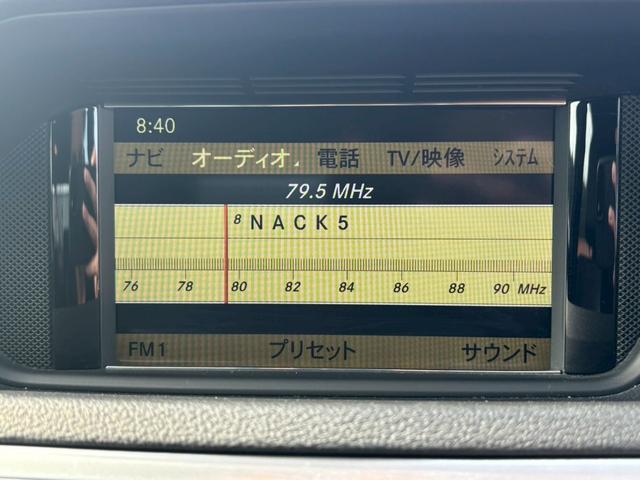 8:40
ナビ オーディオ 電話 TV/映像 システム
79.5 MHz
8 NACK5
76 78 80 82 84 86 88 90 MHz
FM1 プリセット サウンド